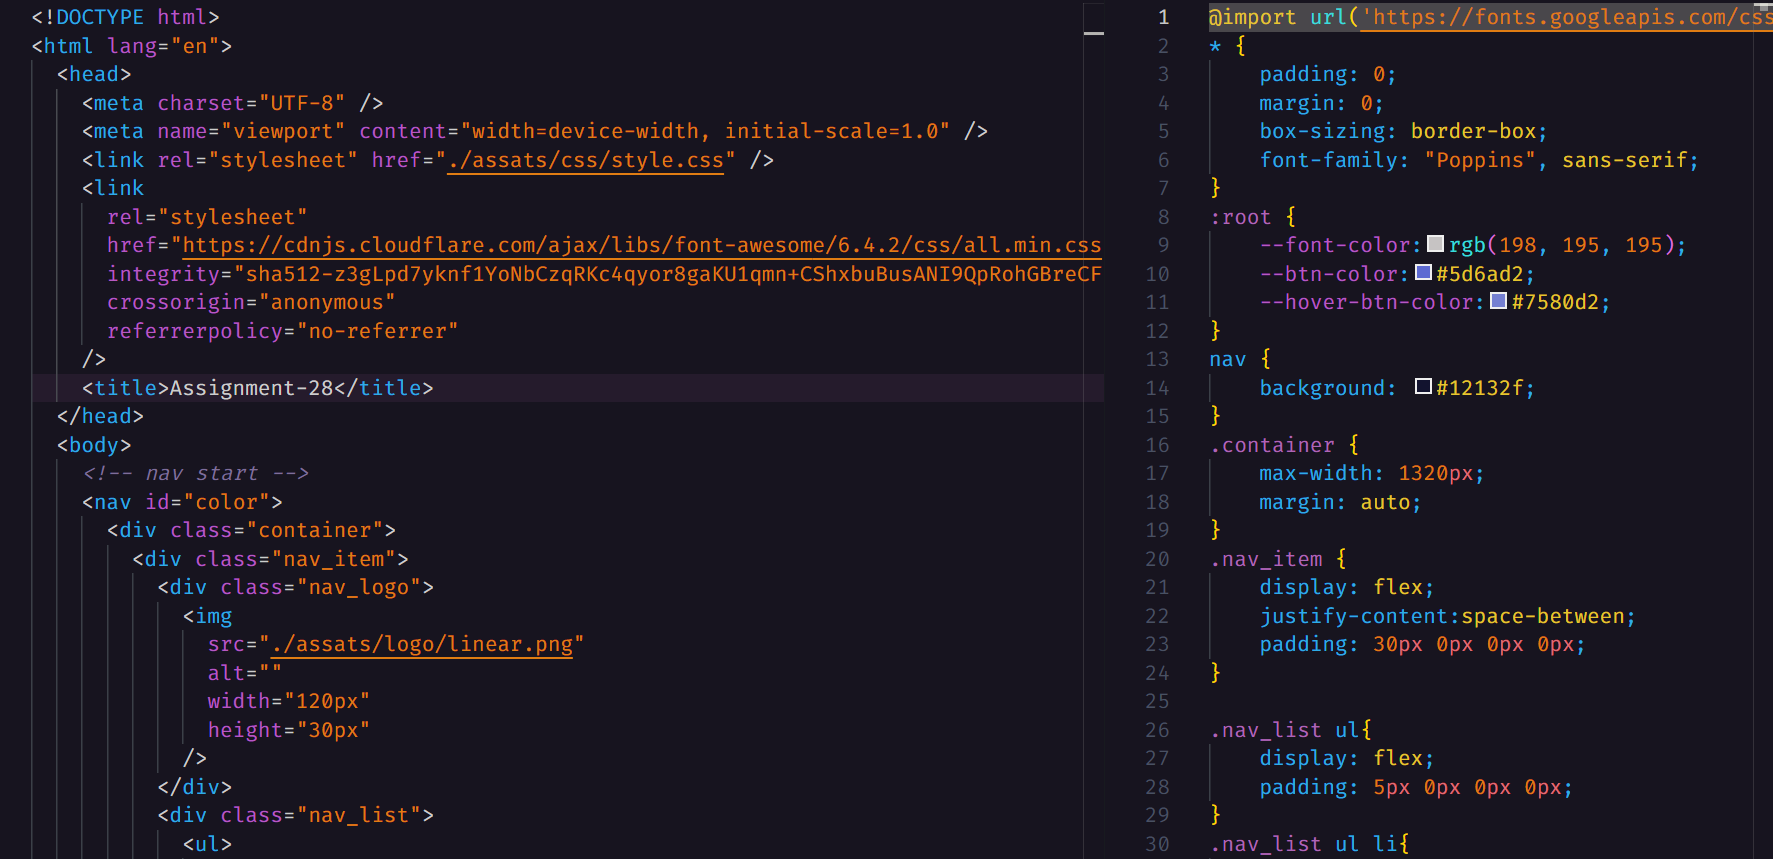 <!DOCTYPE html>
<html lang="en">
<head>
<meta charset="UTF-8" />
<meta name="viewport" content="width=device-width, initial-scale=1.0" />
<link rel="stylesheet" href="./assats/css/style.css" />
<link
rel="stylesheet"
href="https://cdnjs.cloudflare.com/ajax/libs/font-awesome/6.4.2/css/all.min.css
integrity="sha512-z3gLpd7yknf1YoNbCzqRKc4qyor8gaKU1qmn+CShxbuBusANI9QpRohGBreCF
crossorigin="anonymous"
referrerpolicy="no-referrer"
/>
<title>Assignment-28</title>
</head>
<body>
<!-- nav start -->
<nav id="color">
<div class="container">
<div class="nav_item">
<div class="nav_logo">
<img
src="./assats/logo/linear.png"
alt=""
width="120px"
height="30px"
/>
</div>
<div class="nav_list">
<ul>
1 @import url('https://fonts.googleapis.com/css
2 * {
3 padding: 0;
4 margin: 0;
5 box-sizing: border-box;
6 font-family: "Poppins", sans-serif;
7 }
8 :root {
9 --font-color: rgb(198, 195, 195);
10 --btn-color: #5d6ad2;
11 --hover-btn-color: #7580d2;
12 }
13 nav {
14 background: #12132f;
15 }
16 .container {
17 max-width: 1320px;
18 margin: auto;
19 }
20 .nav_item {
21 display: flex;
22 justify-content:space-between;
23 padding: 30px 0px 0px 0px;
24 }
25
26 .nav_list ul{
27 display: flex;
28 padding: 5px 0px 0px 0px;
29 }
30 .nav_list ul li{